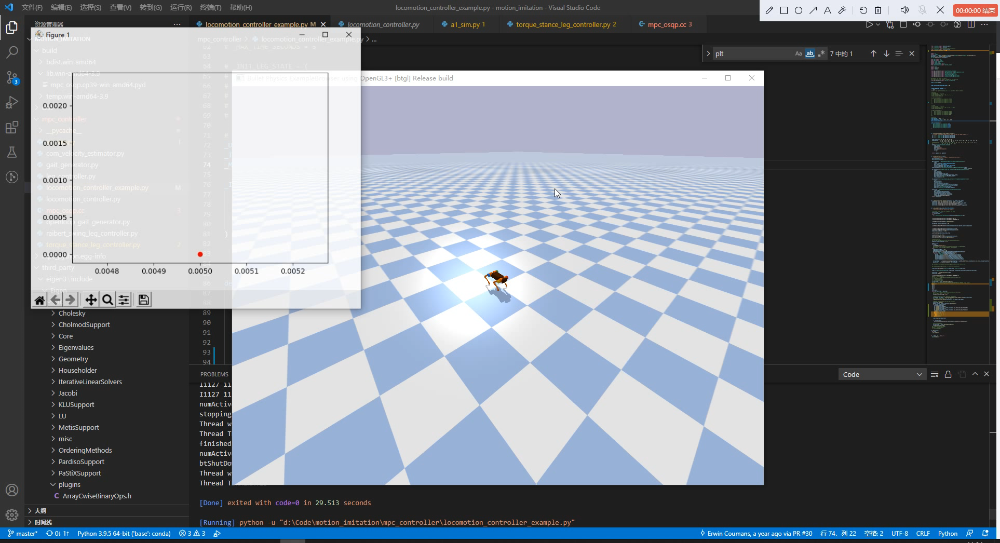 文件(F) 编辑(E) 选择(S) 查看(V) 转到(G) 运行(R) 终端(T) 帮助(H)
locomotion_controller_example.py - motion_imitation - Visual Studio Code
00:00:00 结束
资源管理器
locomotion_controller_example.py M
locomotion_controller.py
a1_sim.py 1
torque_stance_leg_controller.py 2
mpc_osqp.cc 3
Figure 1
MOTION_IMITATION
mpc_controller > locomotion_controller_example.py > ...
plt
Aa ab
7 中的 1
build
bdist.win-amd64
lib.win-amd64-3.9
mpc_osqp.cp39-win_amd64.pyd
temp.win-amd64-3.9
mpc_controller
__pycache__
1
com_velocity_estimator.py
gait_generator.py
leg_controller.py
locomotion_controller_example.py M
locomotion_controller.py
mpc_osqp.cc 3
openloop_gait_generator.py
raibert_swing_leg_controller.py
torque_stance_leg_controller.py 2
third_party
eigen3\include
Eigen
0.0020
0.0015
0.0010
0.0005
0.0000
0.0048 0.0049 0.0050 0.0051 0.0052
62 # _MAX_TIME_SECONDS = 5
63
64 # _INIT_LEG_STATE = (
65 #
66 #
67 #
68 #
69 #
70
71 #
72 _D
73 _I
74 _M
75
76 _I
77
78
79
80
81 )
82
86 de
87
88
89
90
91
92
93
94
Bullet Physics ExampleBrowser using OpenGL3+ [btgl] Release build
Cholesky
CholmodSupport
Core
Eigenvalues
Geometry
Householder
IterativeLinearSolvers
Jacobi
KLUSupport
LU
MetisSupport
misc
OrderingMethods
PardisoSupport
PaStiXSupport
plugins
C ArrayCwiseBinaryOps.h
大纲
时间线
PROBLEMS
Code
I1127 11
I1127 11
numActiv
stopping
Thread w
Thread T
finished
numActiv
btShutDo
Thread w
Thread T
[Done] exited with code=0 in 29.513 seconds
[Running] python -u "d:\Code\motion_imitation\mpc_controller\locomotion_controller_example.py"
3
master* 0↓ 1↑ Python 3.9.5 64-bit ('base': conda) 3 3
Erwin Coumans, a year ago via PR #30 行 74，列 22 空格: 2 UTF-8 CRLF Python